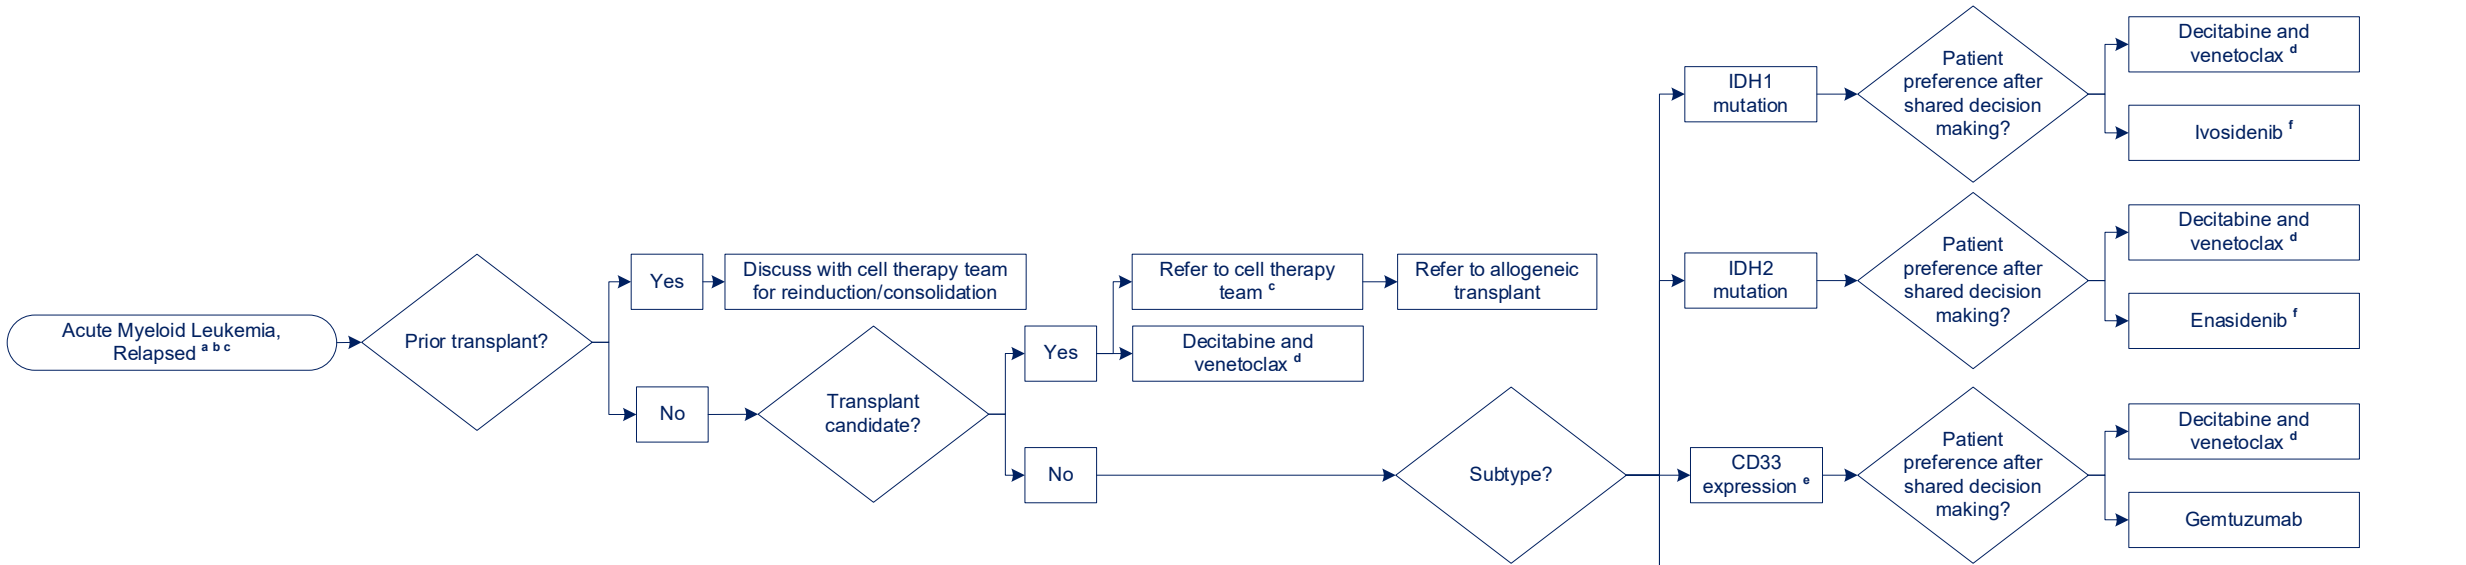 Acute Myeloid Leukemia,
Relapsed a b c
Prior transplant?
Yes
Discuss with cell therapy team
for reinduction/consolidation
No
Transplant
candidate?
Yes
Refer to cell therapy
team c
Refer to allogeneic
transplant
Decitabine and
venetoclax d
No
Subtype?
IDH1
mutation
Patient
preference after
shared decision
making?
Decitabine and
venetoclax d
Ivosidenib f
IDH2
mutation
Patient
preference after
shared decision
making?
Decitabine and
venetoclax d
Enasidenib f
CD33
expression e
Patient
preference after
shared decision
making?
Decitabine and
venetoclax d
Gemtuzumab